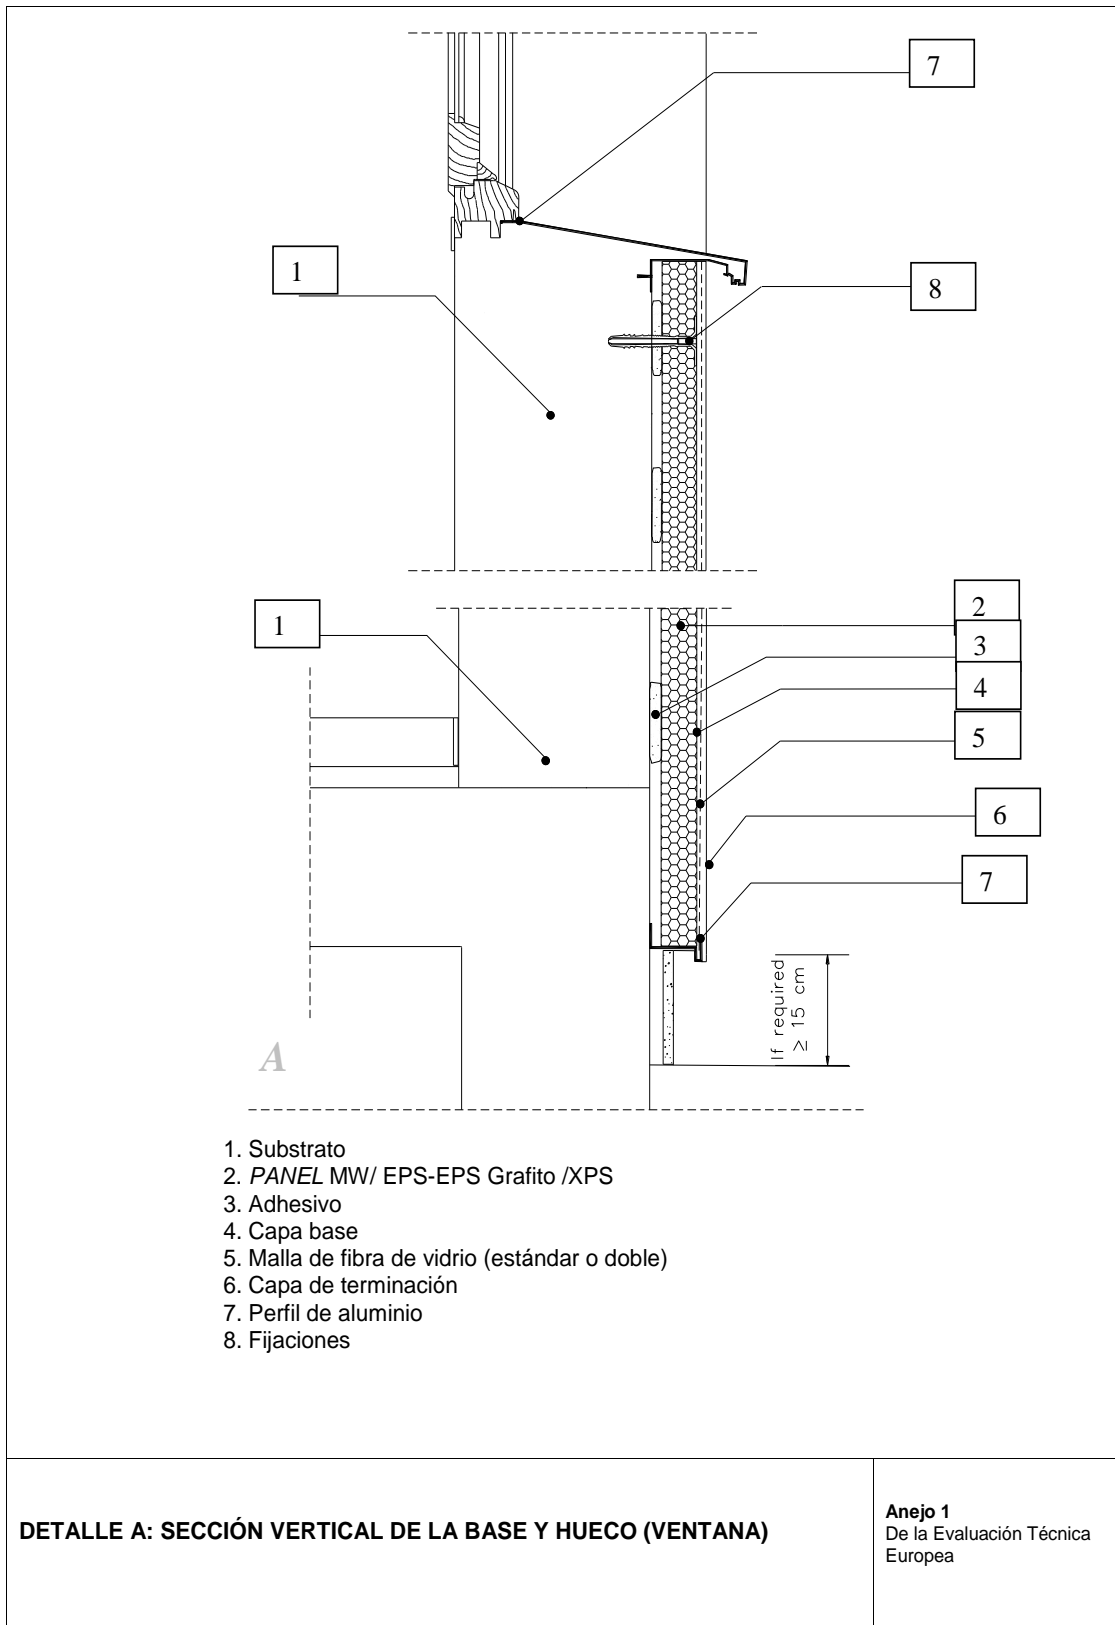 7
1
8
1
2
3
4
5
6
7
If required
≥ 15 cm
A
1. Substrato
2. PANEL MW/ EPS-EPS Grafito /XPS
3. Adhesivo
4. Capa base
5. Malla de fibra de vidrio (estándar o doble)
6. Capa de terminación
7. Perfil de aluminio
8. Fijaciones
DETALLE A: SECCIÓN VERTICAL DE LA BASE Y HUECO (VENTANA)
Anejo 1
De la Evaluación Técnica
Europea